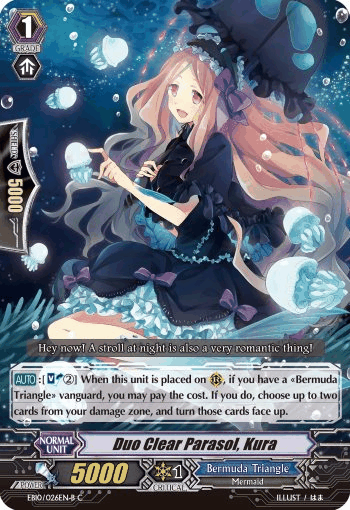 1
GRADE
SHIELD
5000
Hey now! A stroll at night is also a very romantic thing!
AUTO :[V ②] When this unit is placed on R, if you have a «Bermuda
Triangle» vanguard, you may pay the cost. If you do, choose up to two
cards from your damage zone, and turn those cards face up.
NORMAL
UNIT
Duo Clear Parasol, Kura
POWER
5000
1
CRITICAL
Bermuda Triangle
Mermaid
EB10/026EN-B C
ILLUST / はま